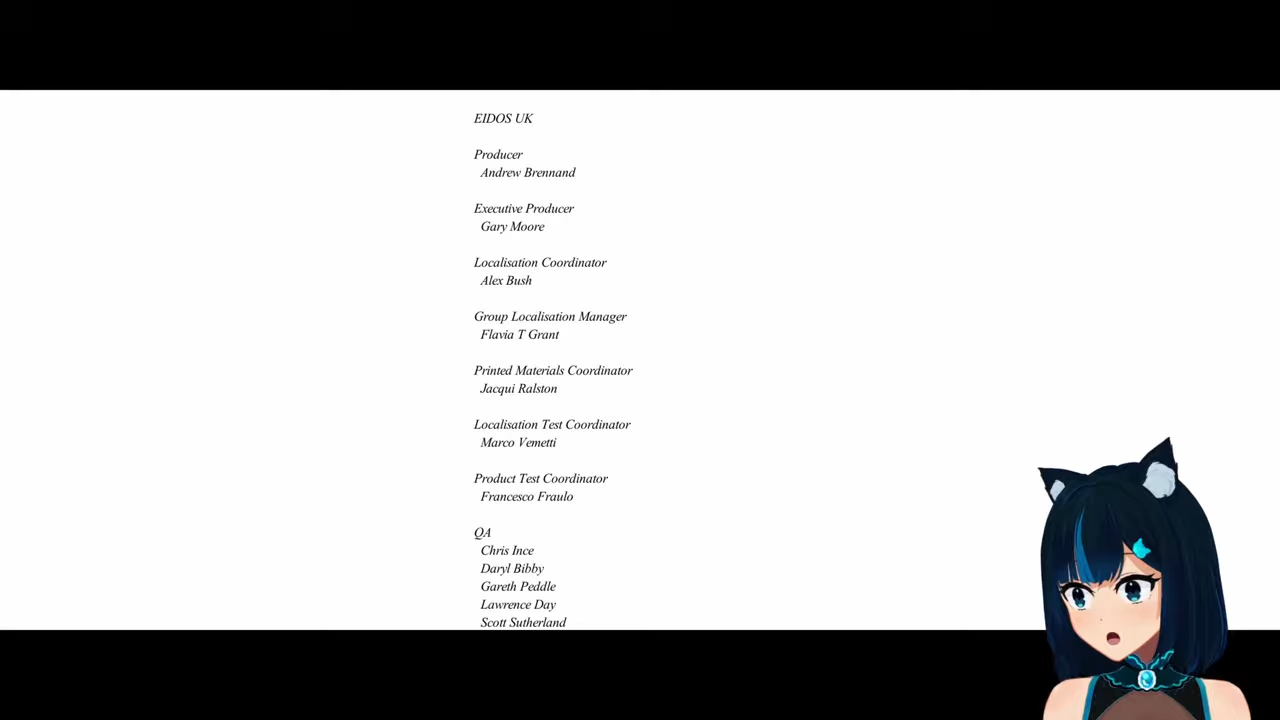 EIDOS UK
Producer
Andrew Brennand
Executive Producer
Gary Moore
Localisation Coordinator
Alex Bush
Group Localisation Manager
Flavia T Grant
Printed Materials Coordinator
Jacqui Ralston
Localisation Test Coordinator
Marco Vemetti
Product Test Coordinator
Francesco Fraulo
QA
Chris Ince
Daryl Bibby
Gareth Peddle
Lawrence Day
Scott Sutherland